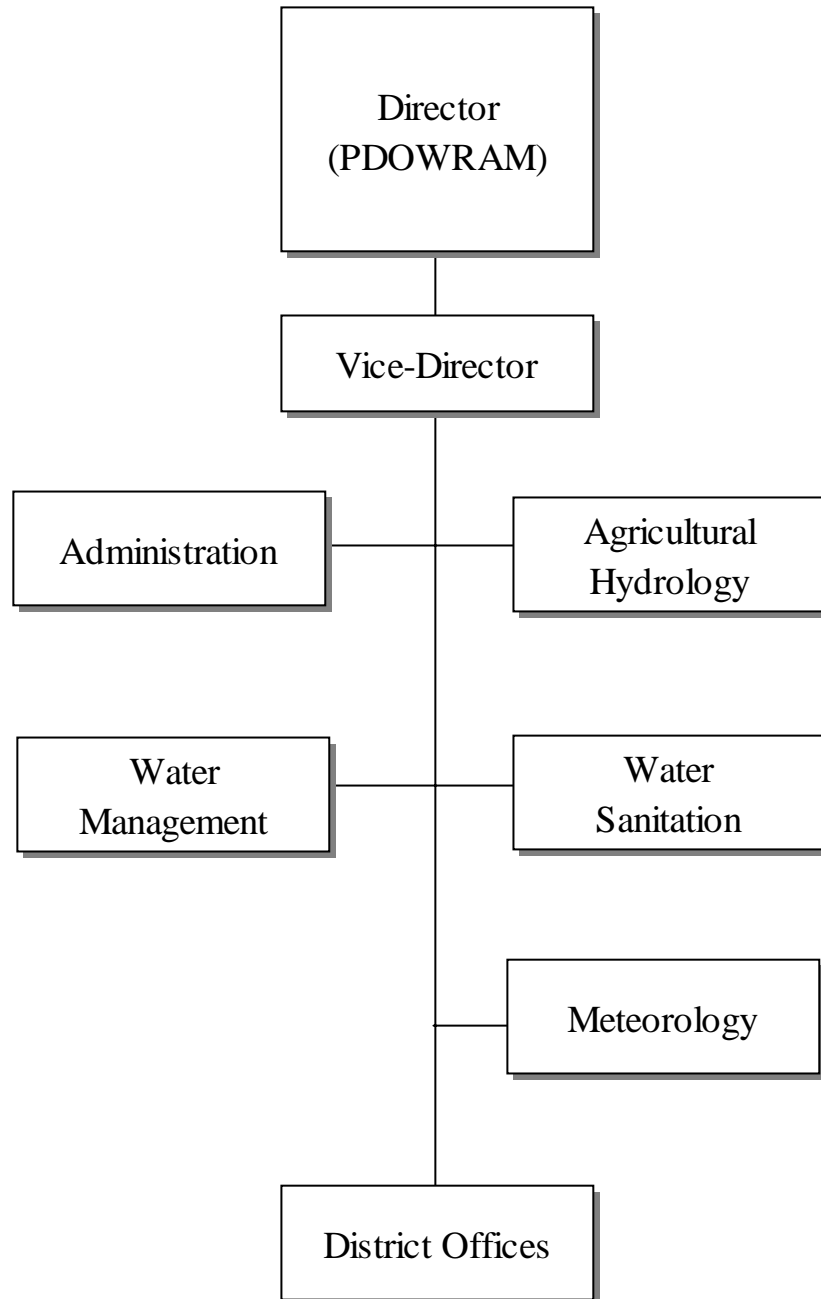 Director
(PDOWRAM)
Vice-Director
Administration
Agricultural
Hydrology
Water
Management
Water
Sanitation
Meteorology
District Offices